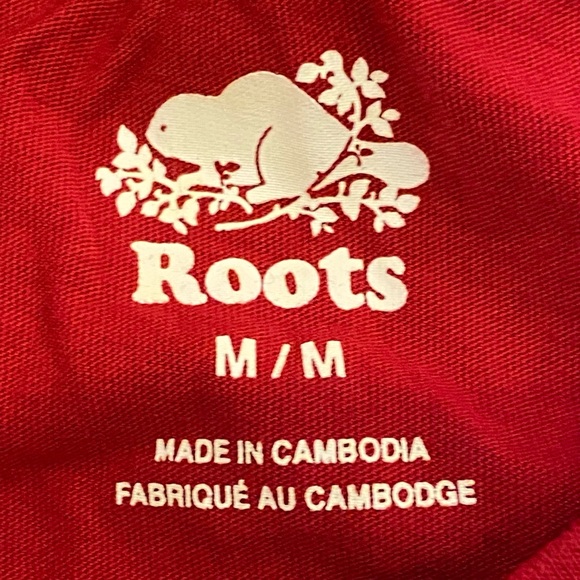 Roots
M / M
MADE IN CAMBODIA
FABRIQUÉ AU CAMBODGE